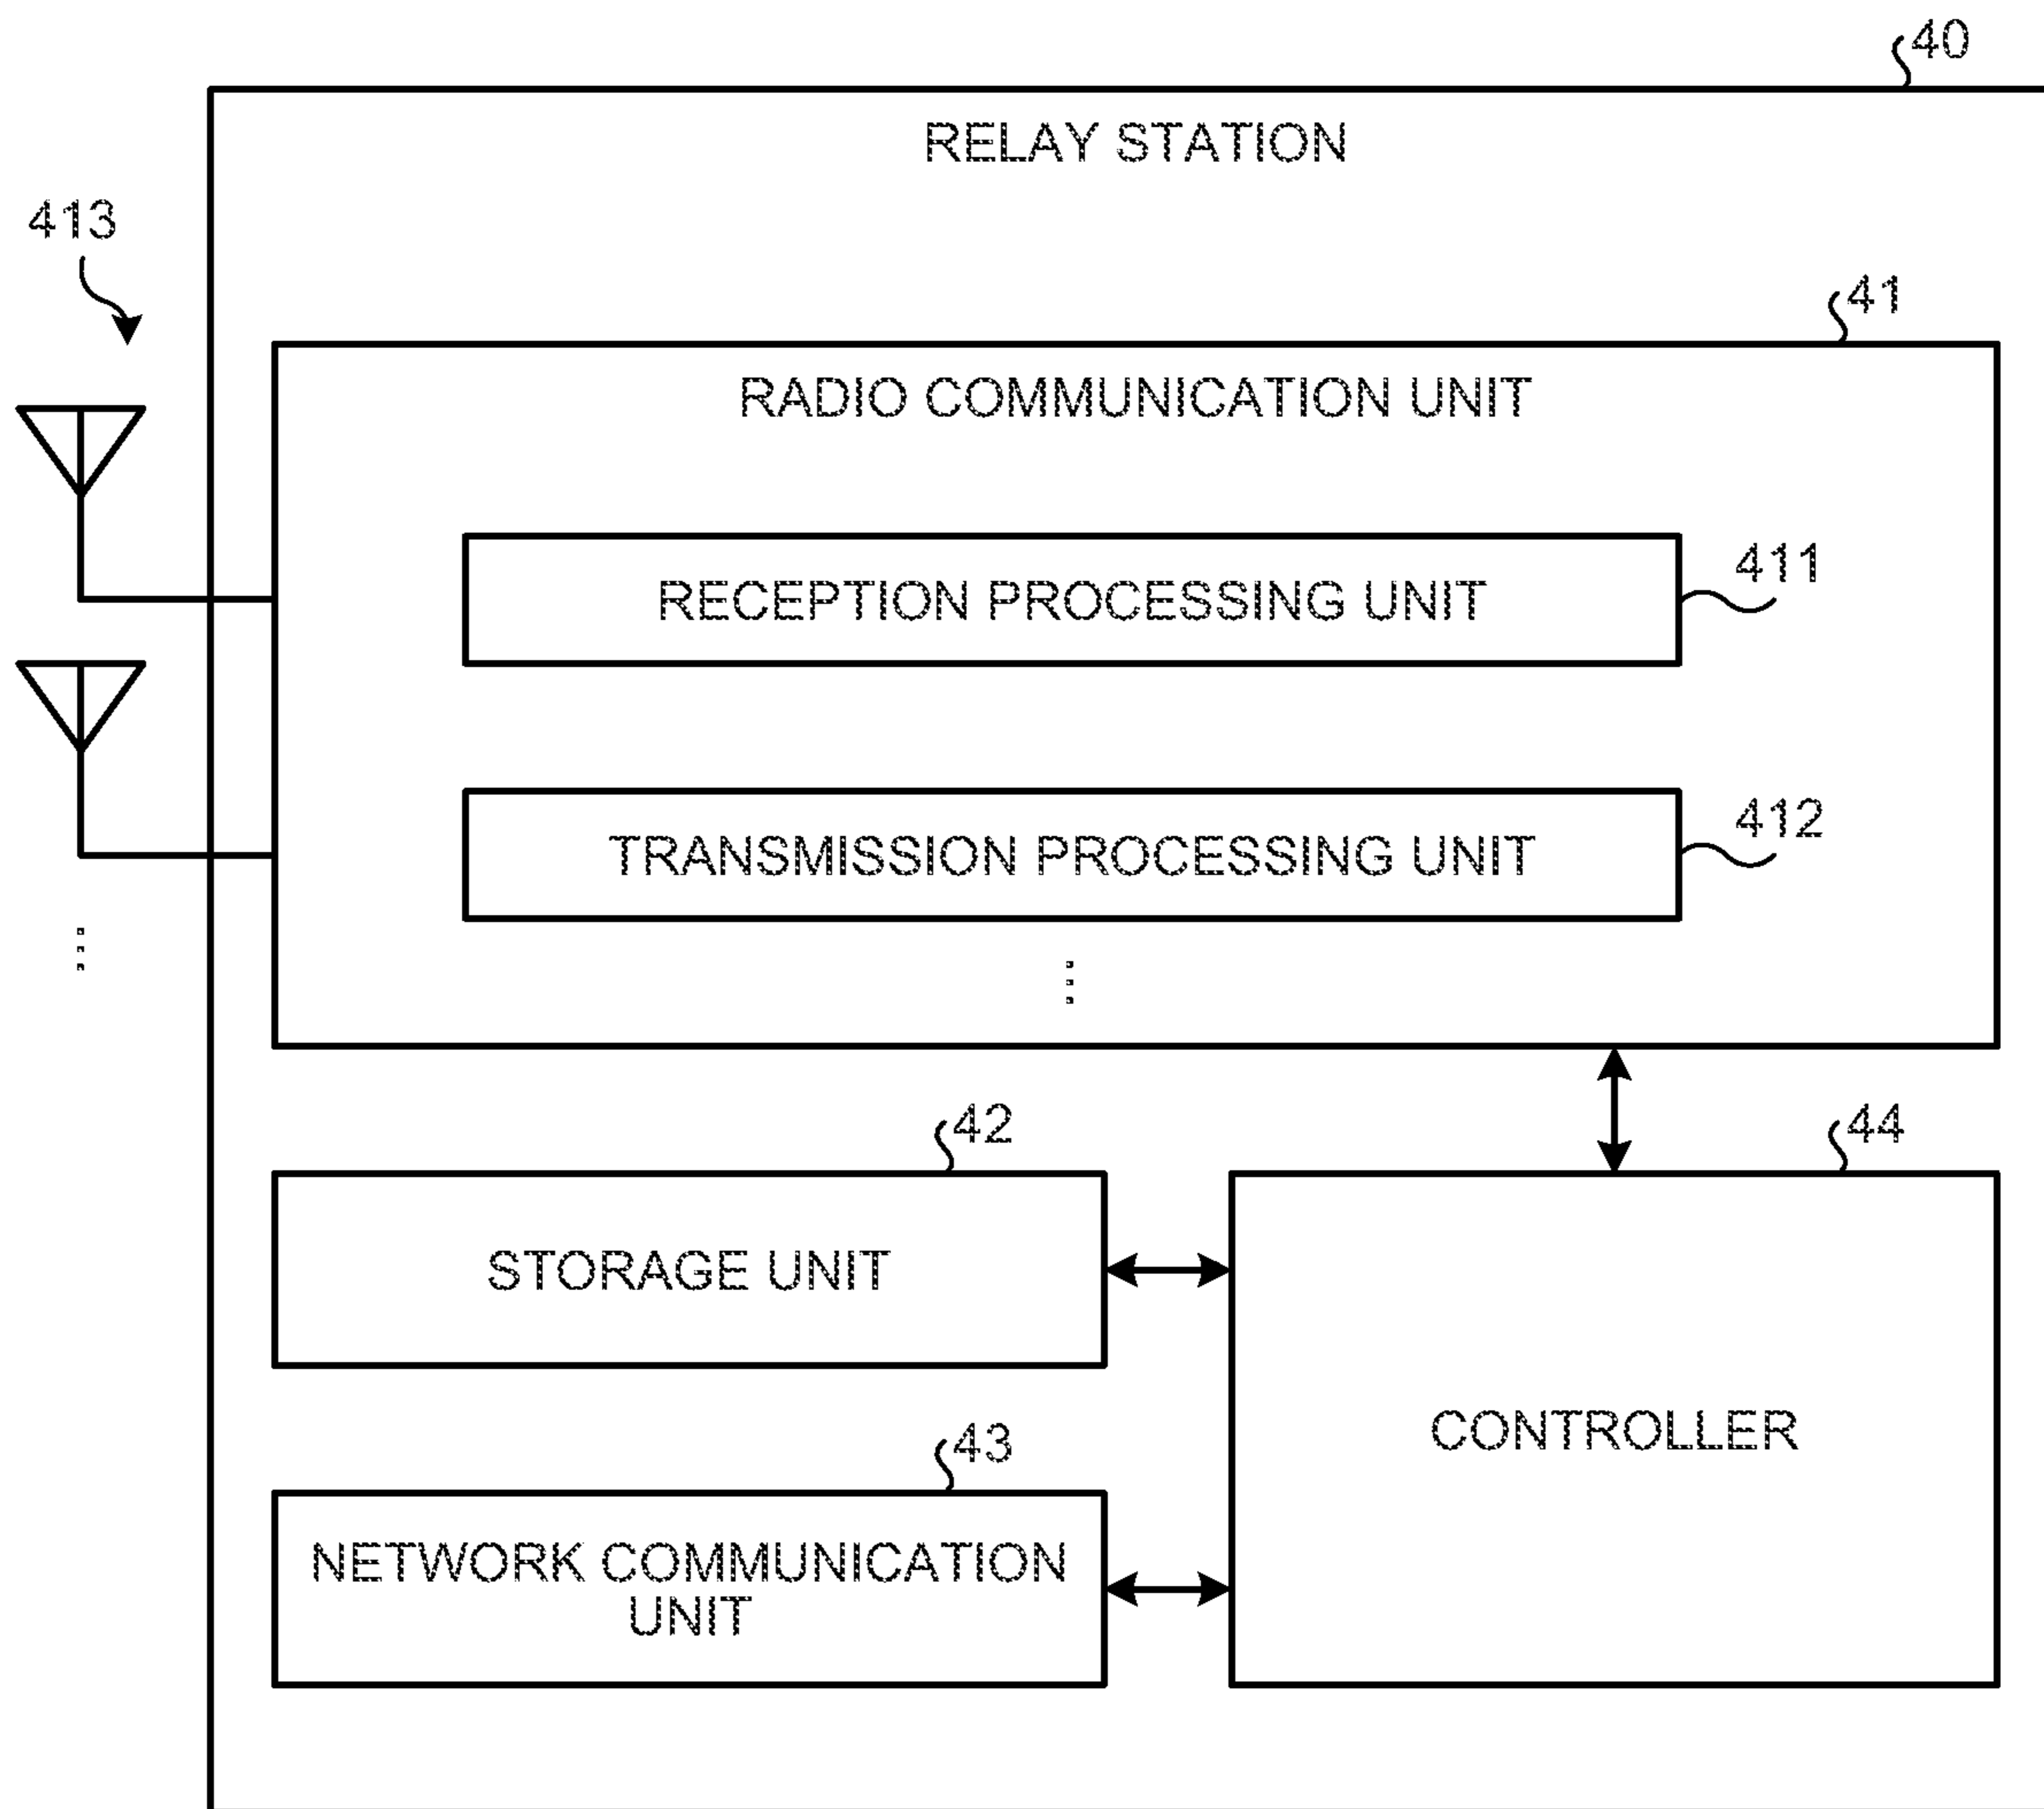 40
RELAY STATION
413
41
RADIO COMMUNICATION UNIT
RECEPTION PROCESSING UNIT
411
TRANSMISSION PROCESSING UNIT
412
42
44
STORAGE UNIT
CONTROLLER
43
NETWORK COMMUNICATION
UNIT